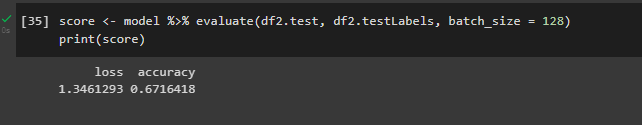 [35] score <- model %>% evaluate(df2.test, df2.testLabels, batch_size = 128)
0s
print(score)
loss accuracy
1.3461293 0.6716418